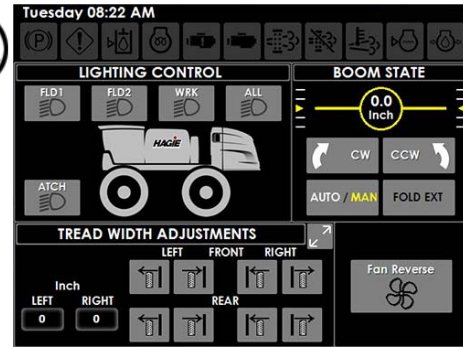 Tuesday 08:22 AM
(P)
LIGHTING CONTROL
FLD1 FLD2 WRK ALL
HAGIE
ATCH
BOOM STATE
0.0
Inch
CW CCW
AUTO / MAN FOLD EXT
TREAD WIDTH ADJUSTMENTS
LEFT FRONT RIGHT
Inch
LEFT RIGHT
0 0
REAR
Fan Reverse